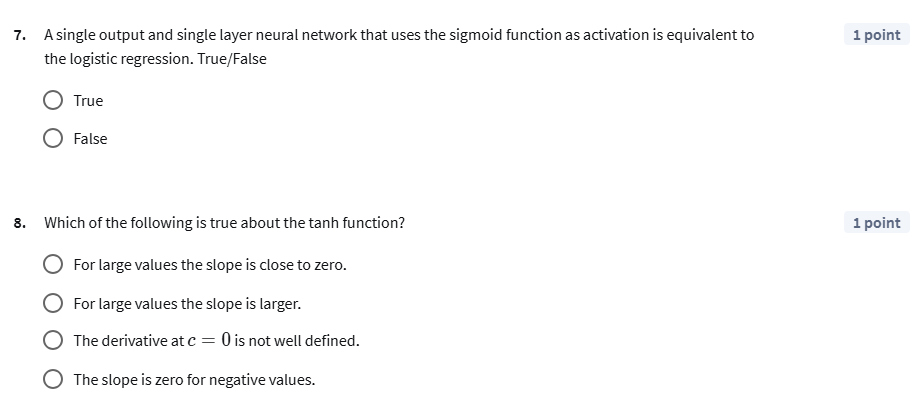 7. A single output and single layer neural network that uses the sigmoid function as activation is equivalent to 1 point
the logistic regression. True/False
True
False
8. Which of the following is true about the tanh function? 1 point
For large values the slope is close to zero.
For large values the slope is larger.
The derivative at c = 0 is not well defined.
The slope is zero for negative values.